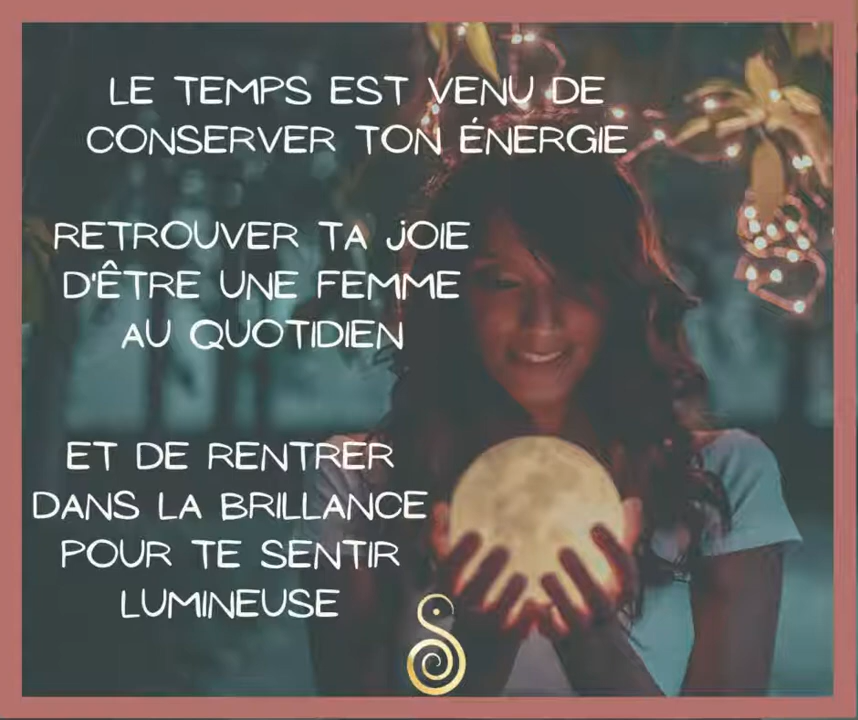 LE TEMPS EST VENU DE
CONSERVER TON ÉNERGIE
RETROUVER TA JOIE
D'ÊTRE UNE FEMME
AU QUOTIDIEN
ET DE RENTRER
DANS LA BRILLANCE
POUR TE SENTIR
LUMINEUSE